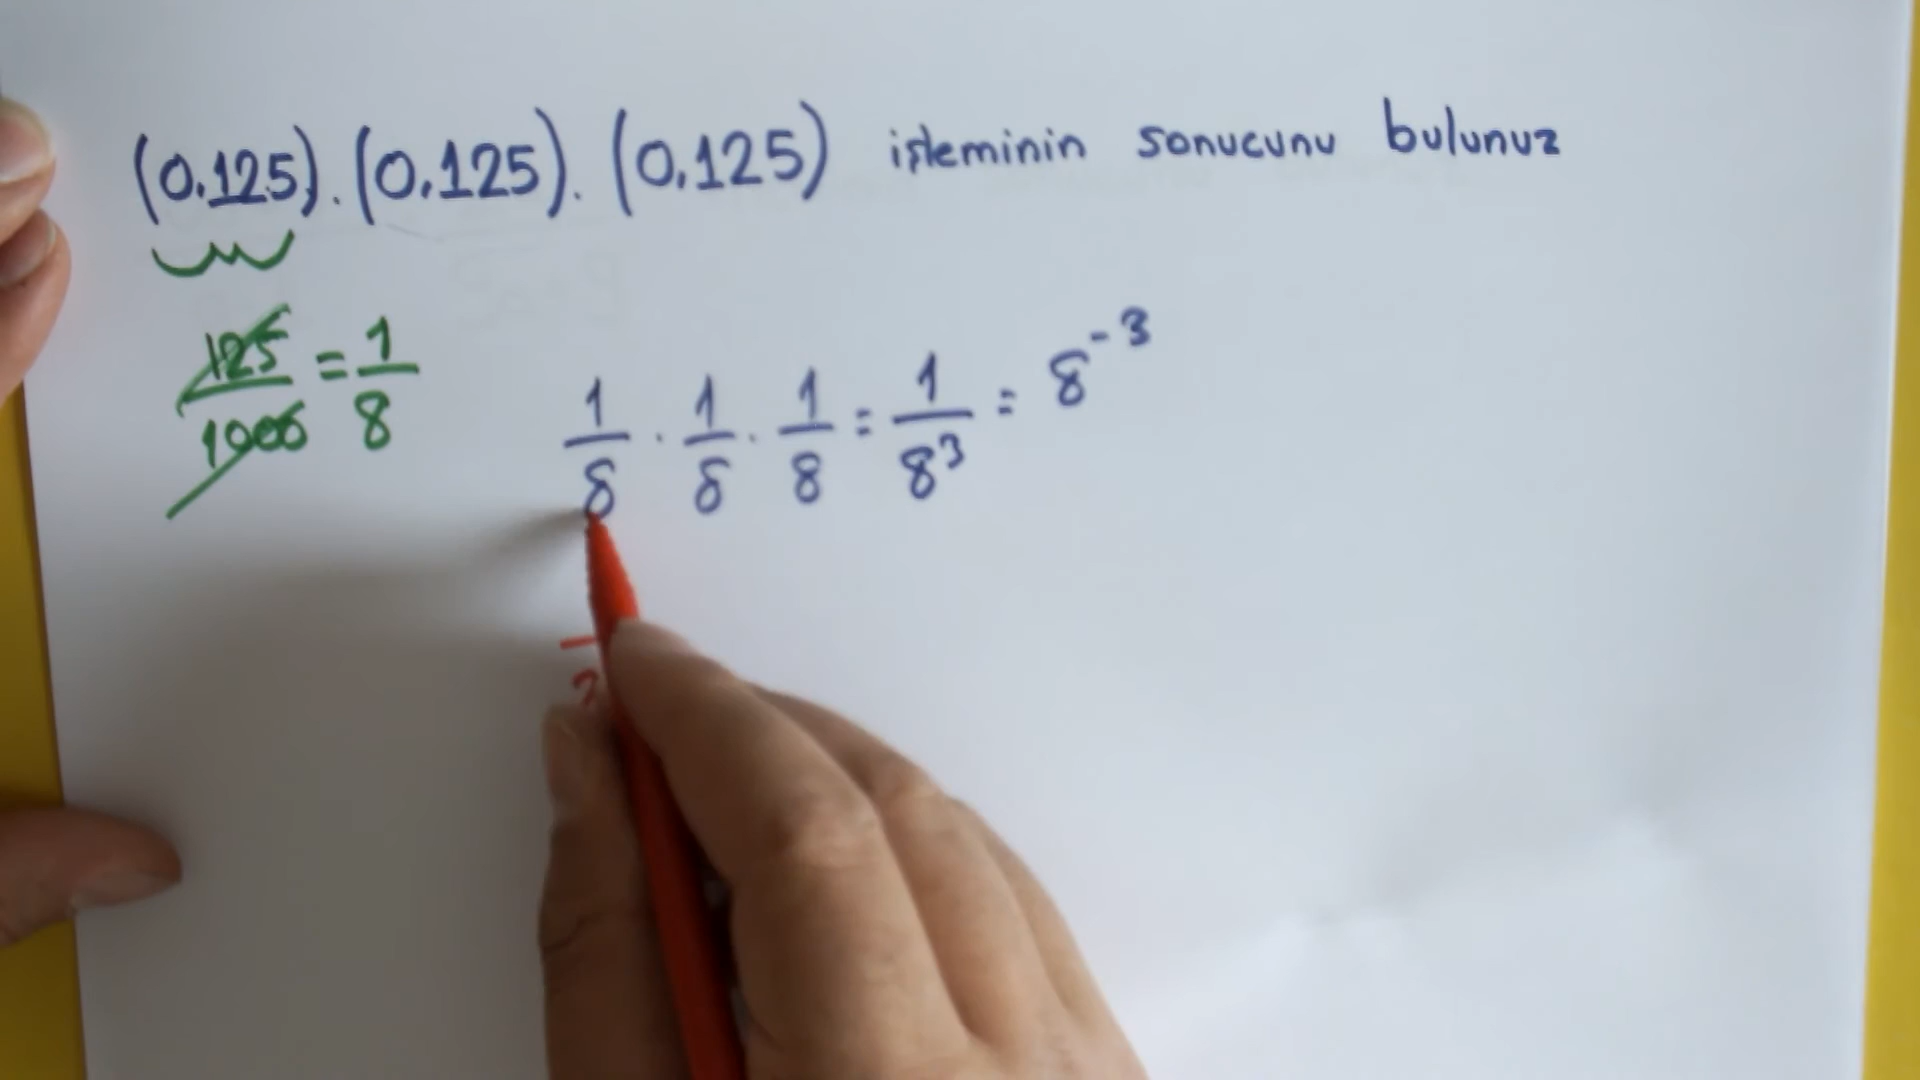 (0.125).(0.125).(0.125) işleminin sonucunu bulunuz
125/1000 = 1/8
1/8 . 1/8 . 1/8 = 1/8³ = 8⁻³